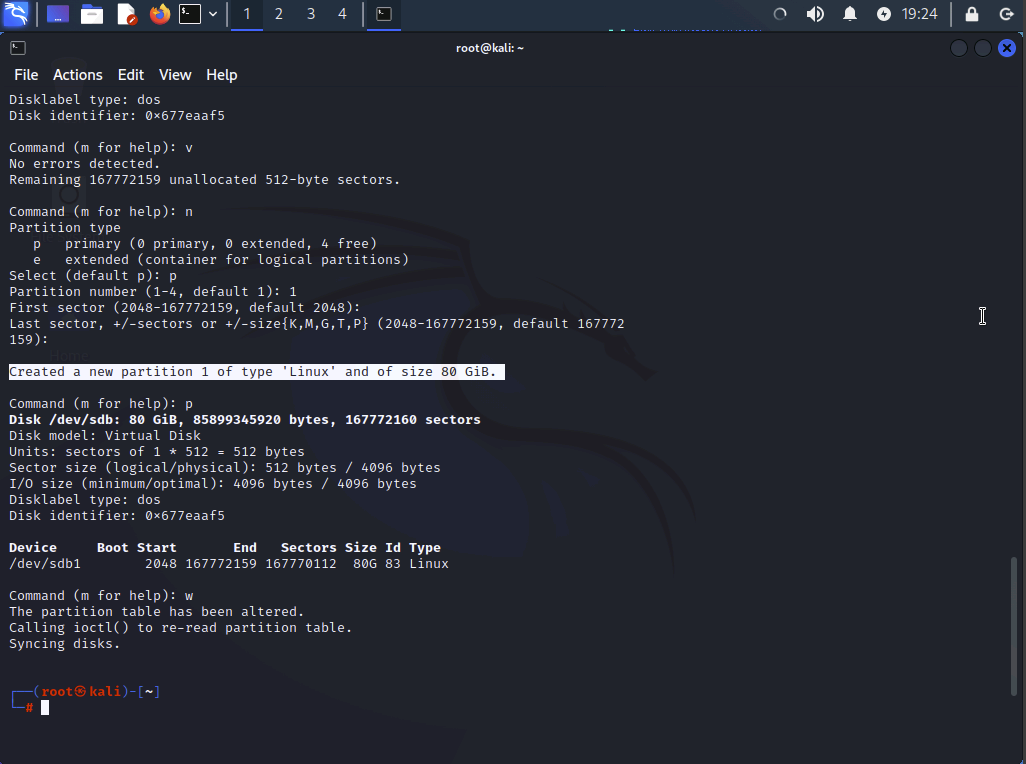 1 2 3 4 19:24
root@kali: ~
File Actions Edit View Help
Disklabel type: dos
Disk identifier: 0×677eaaf5
Command (m for help): v
No errors detected.
Remaining 167772159 unallocated 512-byte sectors.
Command (m for help): n
Partition type
p primary (0 primary, 0 extended, 4 free)
e extended (container for logical partitions)
Select (default p): p
Partition number (1-4, default 1): 1
First sector (2048-167772159, default 2048):
Last sector, +/-sectors or +/-size{K,M,G,T,P} (2048-167772159, default 167772
159):
Home
Created a new partition 1 of type 'Linux' and of size 80 GiB.
Command (m for help): p
Disk /dev/sdb: 80 GiB, 85899345920 bytes, 167772160 sectors
Disk model: Virtual Disk
Units: sectors of 1 * 512 = 512 bytes
Sector size (logical/physical): 512 bytes / 4096 bytes
I/O size (minimum/optimal): 4096 bytes / 4096 bytes
Disklabel type: dos
Disk identifier: 0×677eaaf5
Device Boot Start End Sectors Size Id Type
/dev/sdb1 2048 167772159 167770112 80G 83 Linux
Command (m for help): w
The partition table has been altered.
Calling ioctl() to re-read partition table.
Syncing disks.
┌──(root㉿kali)-[~]
└─#